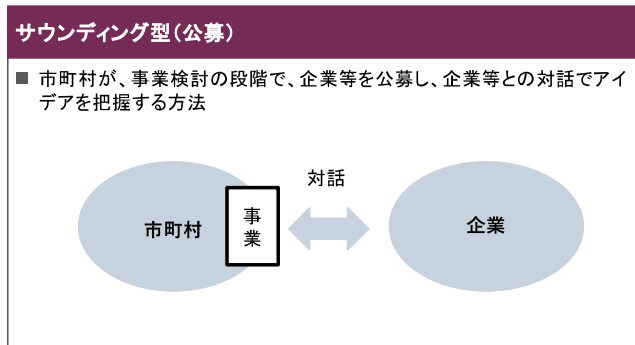 サウンディング型（公募）
■ 市町村が、事業検討の段階で、企業等を公募し、企業等との対話でアイ
デアを把握する方法
対話
市町村
事
業
企業